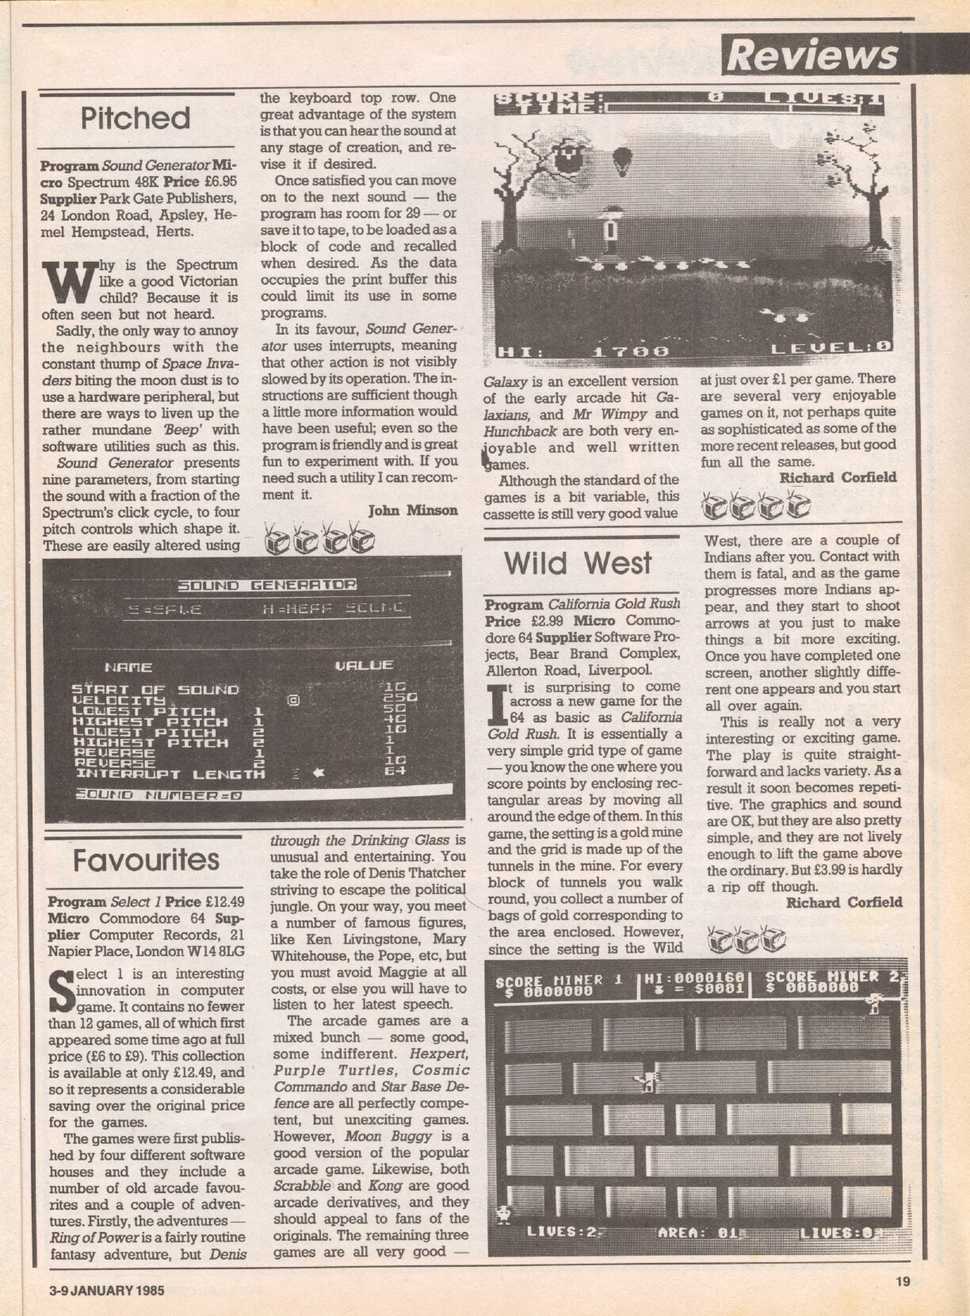 Reviews
Pitched
Program Sound Generator Mi-
cro Spectrum 48K Price £6.95
Supplier Park Gate Publishers,
24 London Road, Apsley, He-
mel Hempstead, Herts.
Why is the Spectrum
like a good Victorian
child? Because it is
often seen but not heard.
Sadly, the only way to annoy
the neighbours with the
constant thump of Space Inva-
ders biting the moon dust is to
use a hardware peripheral, but
there are ways to liven up the
rather mundane 'Beep' with
software utilities such as this.
Sound Generator presents
nine parameters, from starting
the sound with a fraction of the
Spectrum's click cycle, to four
pitch controls which shape it.
These are easily altered using
the keyboard top row. One
great advantage of the system
is that you can hear the sound at
any stage of creation, and re-
vise it if desired.
Once satisfied you can move
on to the next sound — the
program has room for 29 — or
save it to tape, to be loaded as a
block of code and recalled
when desired. As the data
occupies the print buffer this
could limit its use in some
programs.
In its favour, Sound Gener-
ator uses interrupts, meaning
that other action is not visibly
slowed by its operation. The in-
structions are sufficient though
a little more information would
have been useful; even so the
program is friendly and is great
fun to experiment with. If you
need such a utility I can recom-
ment it.
John Minson
SOUND GENERATOR
NAME VALUE
START OF SOUND 10
VELOCITY 250
LOWEST PITCH 1 50
HIGHEST PITCH 1 40
LOWEST PITCH 2 10
HIGHEST PITCH 2 1
REVERSE 1 1
REVERSE 2 10
INTERRUPT LENGTH 64
SOUND NUMBER=0
Favourites
Program Select 1 Price £12.49
Micro Commodore 64 Sup-
plier Computer Records, 21
Napier Place, London W14 8LG
Select 1 is an interesting
innovation in computer
game. It contains no fewer
than 12 games, all of which first
appeared some time ago at full
price (£6 to £9). This collection
is available at only £12.49, and
so it represents a considerable
saving over the original price
for the games.
The games were first publis-
hed by four different software
houses and they include a
number of old arcade favou-
rites and a couple of adven-
tures. Firstly, the adventures —
Ring of Power is a fairly routine
fantasy adventure, but Denis
through the Drinking Glass is
unusual and entertaining. You
take the role of Denis Thatcher
striving to escape the political
jungle. On your way, you meet
a number of famous figures,
like Ken Livingstone, Mary
Whitehouse, the Pope, etc, but
you must avoid Maggie at all
costs, or else you will have to
listen to her latest speech.
The arcade games are a
mixed bunch — some good,
some indifferent. Hexpert,
Purple Turtles, Cosmic
Commando and Star Base De-
fence are all perfectly compe-
tent, but unexciting games.
However, Moon Buggy is a
good version of the popular
arcade game. Likewise, both
Scrabble and Kong are good
arcade derivatives, and they
should appeal to fans of the
originals. The remaining three
games are all very good —
SCORE: 0 LIVES:1
TIME:
HI: 1700 LEVEL:0
Galaxy is an excellent version
of the early arcade hit Ga-
laxians, and Mr Wimpy and
Hunchback are both very en-
joyable and well written
games.
Although the standard of the
games is a bit variable, this
cassette is still very good value
at just over £1 per game. There
are several very enjoyable
games on it, not perhaps quite
as sophisticated as some of the
more recent releases, but good
fun all the same.
Richard Corfield
Wild West
Program California Gold Rush
Price £2.99 Micro Commo-
dore 64 Supplier Software Pro-
jects, Bear Brand Complex,
Allerton Road, Liverpool.
It is surprising to come
across a new game for the
64 as basic as California
Gold Rush. It is essentially a
very simple grid type of game
— you know the one where you
score points by enclosing rec-
tangular areas by moving all
around the edge of them. In this
game, the setting is a gold mine
and the grid is made up of the
tunnels in the mine. For every
block of tunnels you walk
round, you collect a number of
bags of gold corresponding to
the area enclosed. However,
since the setting is the Wild
West, there are a couple of
Indians after you. Contact with
them is fatal, and as the game
progresses more Indians ap-
pear, and they start to shoot
arrows at you just to make
things a bit more exciting.
Once you have completed one
screen, another slightly diffe-
rent one appears and you start
all over again.
This is really not a very
interesting or exciting game.
The play is quite straight-
forward and lacks variety. As a
result it soon becomes repeti-
tive. The graphics and sound
are OK, but they are also pretty
simple, and they are not lively
enough to lift the game above
the ordinary. But £3.99 is hardly
a rip off though.
Richard Corfield
SCORE MINER 1 HI:0000160 SCORE MINER 2
$ 0000000 = $0001 $ 0000000
LIVES:2 AREA: 01 LIVES:0
3-9 JANUARY 1985
19